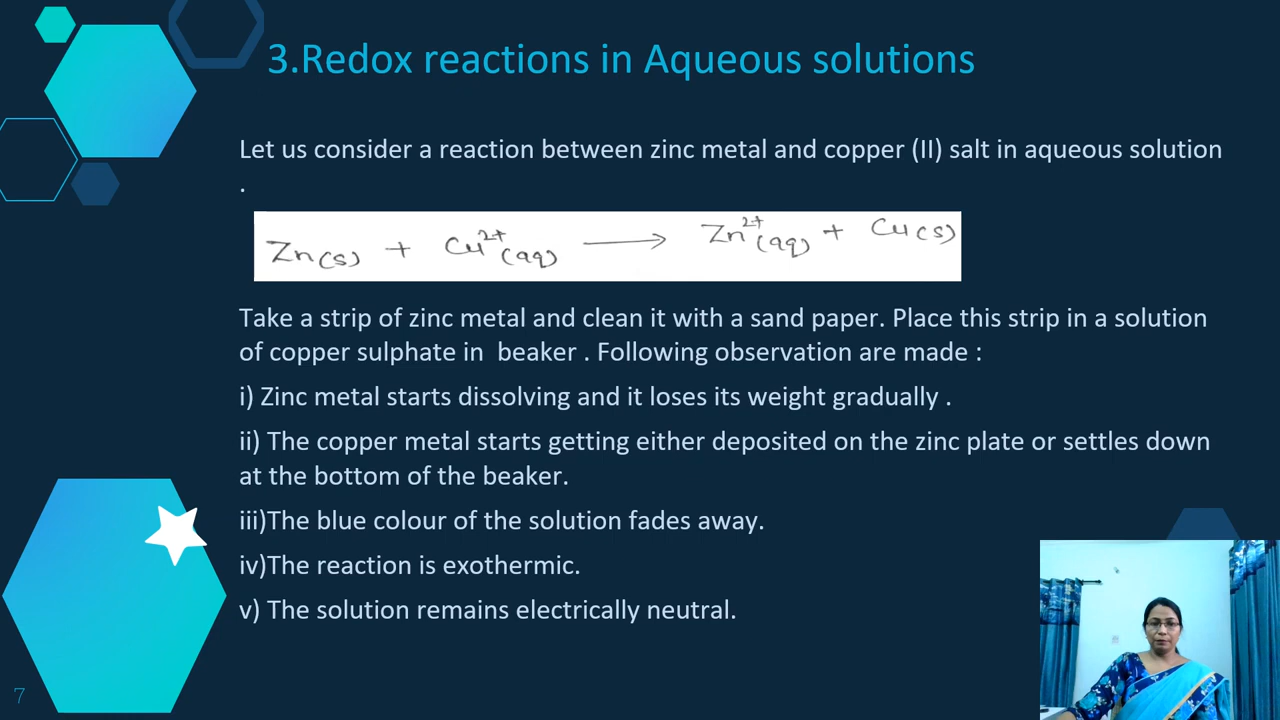 3.Redox reactions in Aqueous solutions
Let us consider a reaction between zinc metal and copper (II) salt in aqueous solution
.
Zn(s) + Cu²⁺(aq) ⟶ Zn²⁺(aq) + Cu(s)
Take a strip of zinc metal and clean it with a sand paper. Place this strip in a solution
of copper sulphate in beaker . Following observation are made :
i) Zinc metal starts dissolving and it loses its weight gradually .
ii) The copper metal starts getting either deposited on the zinc plate or settles down
at the bottom of the beaker.
iii)The blue colour of the solution fades away.
iv)The reaction is exothermic.
v) The solution remains electrically neutral.
7